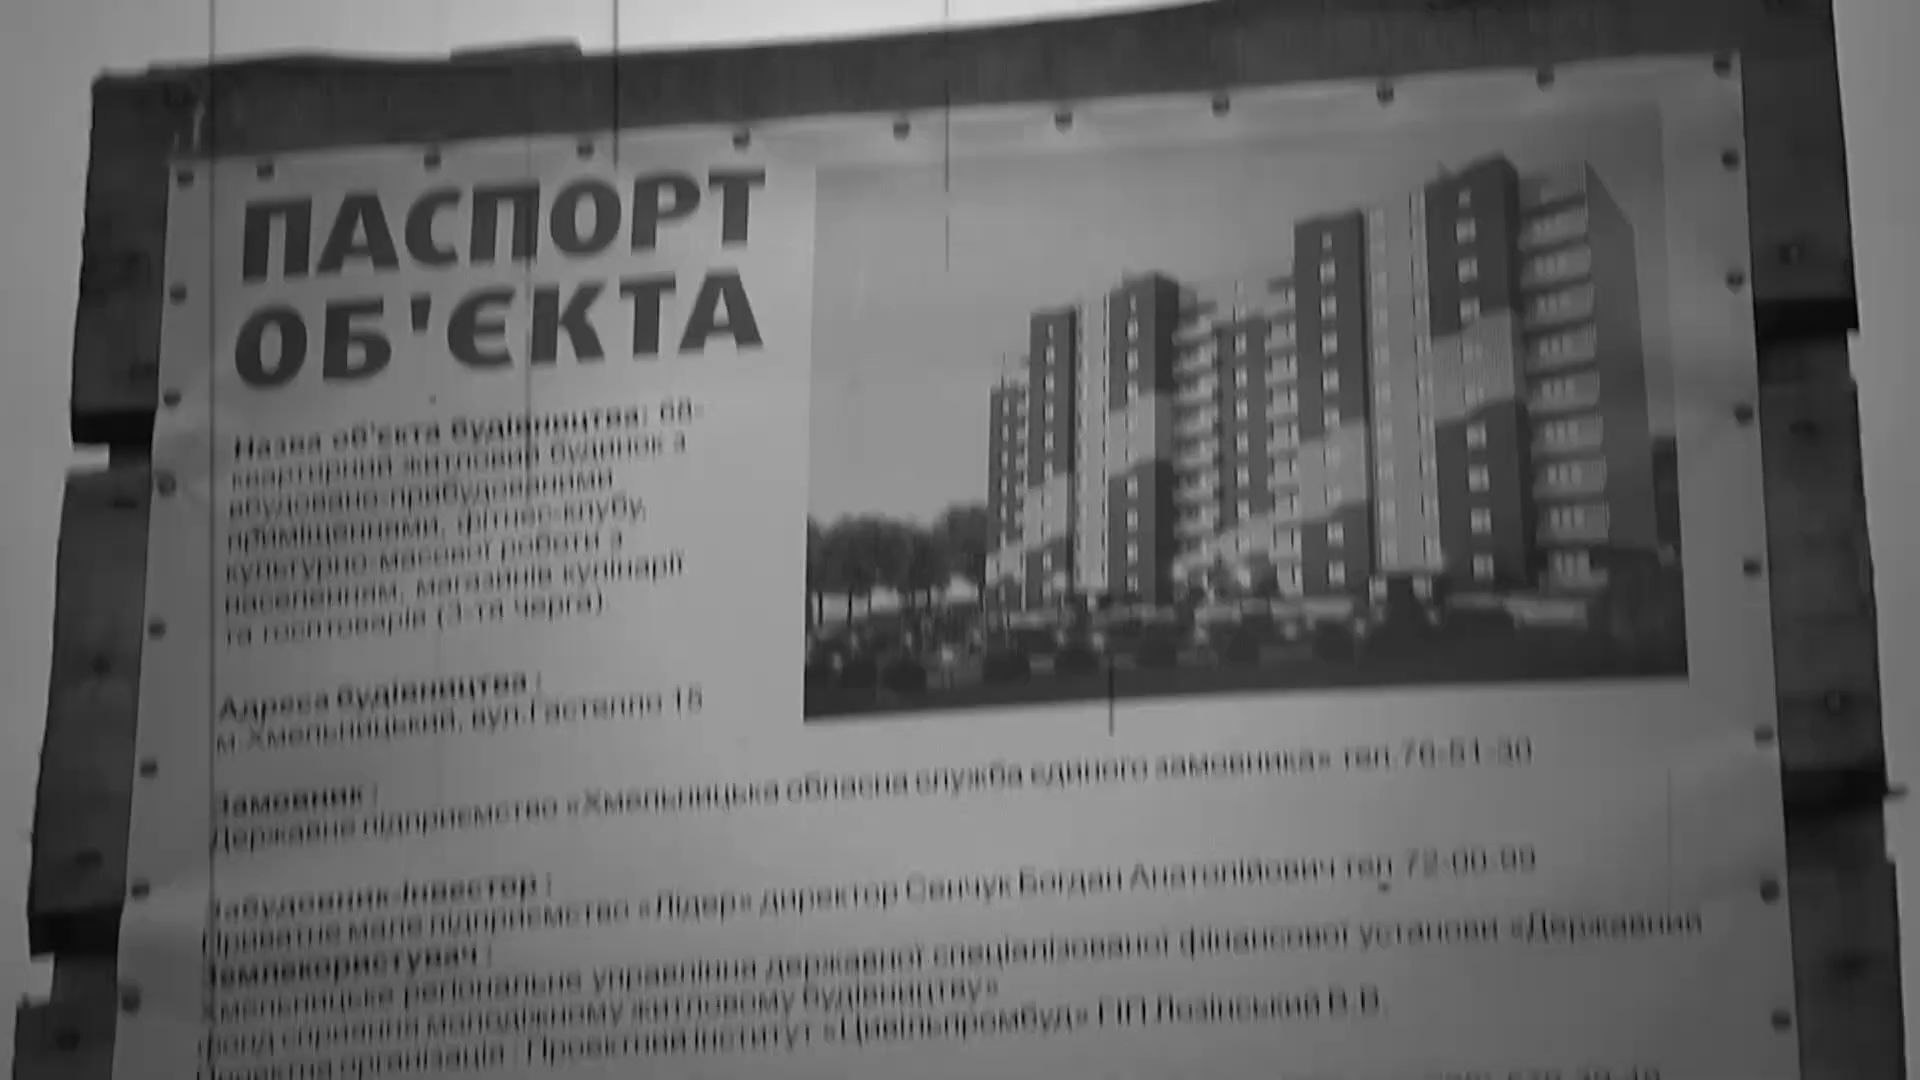 ПАСПОРТ
ОБ'ЄКТА
Назва об'єкта будівництва: 68-
квартирний житловий будинок з
вбудовано-прибудованими
приміщеннями, фітнес-клубу,
культурно-масової роботи з
населенням, магазинів кулінарії
та госптоварів (3-тя черга).
Адреса будівництва :
м.Хмельницький, вул.Гастелло 15
Замовник :
Державне підприємство «Хмельницька обласна служба єдиного замовника» тел.76-51-30
Забудовник-інвестор :
Приватне мале підприємство «Лідер» директор Сенчук Богдан Анатолійович тел. 72-00-99
Землекористувач :
Хмельницьке регіональне управління державної спеціалізованої фінансової установи «Державний
фонд сприяння молодіжному житловому будівництву»
Проектна організація : Проектний інститут «Цивільпромбуд» ГІП Лозінський В.В.